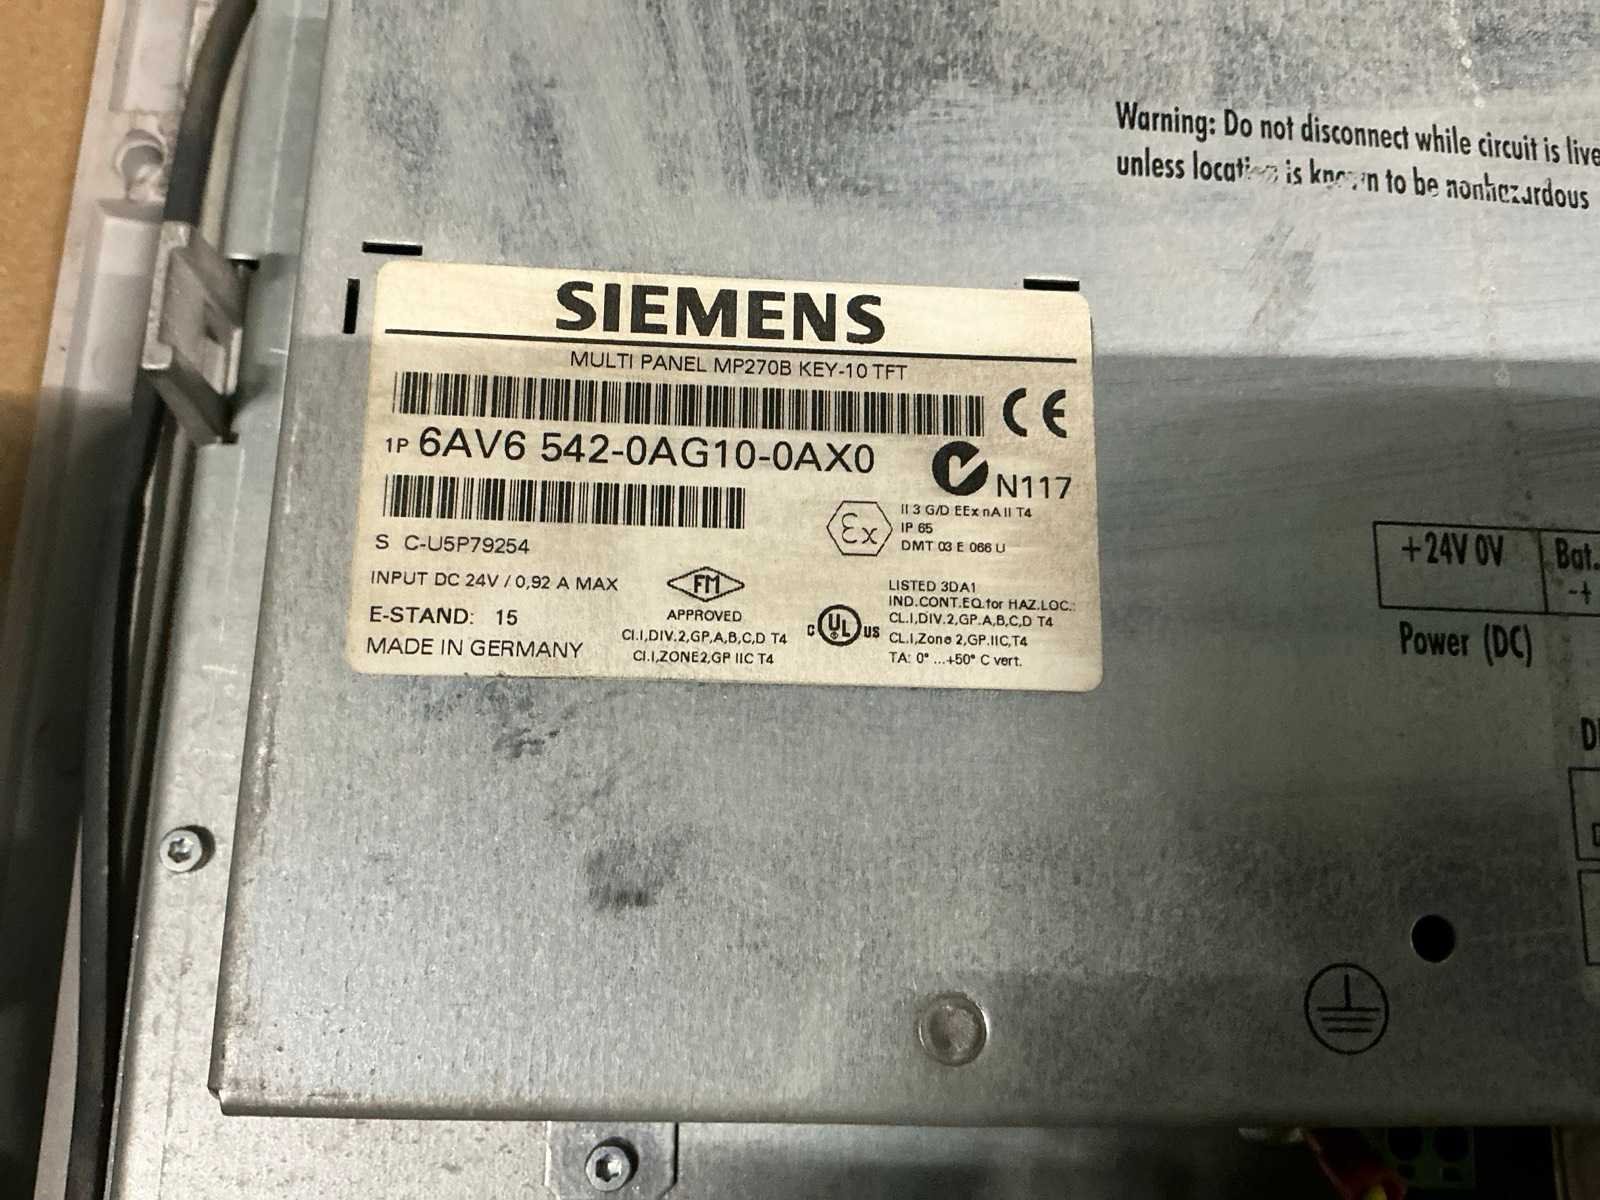 Warning: Do not disconnect while circuit is live
unless location is known to be nonhazardous
SIEMENS
MULTI PANEL MP270B KEY-10 TFT
CE
1P 6AV6 542-0AG10-0AX0
N117
Ex
II 3 G/D EEx nA II T4
IP 65
DMT 03 E 066 U
S C-U5P79254
INPUT DC 24V / 0,92 A MAX
E-STAND: 15
MADE IN GERMANY
FM
APPROVED
Cl.I,DIV.2,GP.A,B,C,D T4
Cl.I,ZONE2,GP IIC T4
c UL us
LISTED 3DA1
IND.CONT.EQ.for HAZ.LOC.:
CL.I,DIV.2,GP.A,B,C,D T4
CL.I,Zone 2,GP.IIC,T4
TA: 0° ...+50° C vert.
+24V 0V
Bat.
-+
Power (DC)